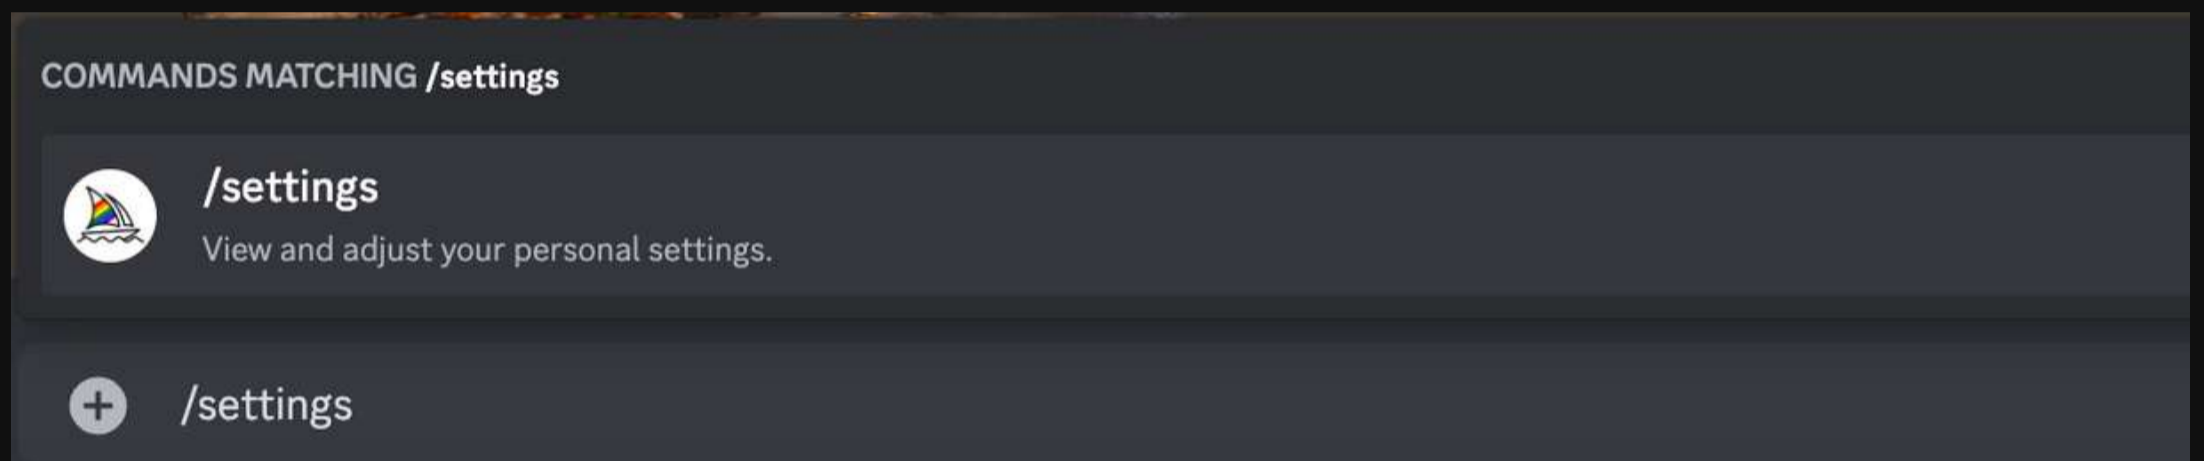 COMMANDS MATCHING /settings
/settings
View and adjust your personal settings.
/settings